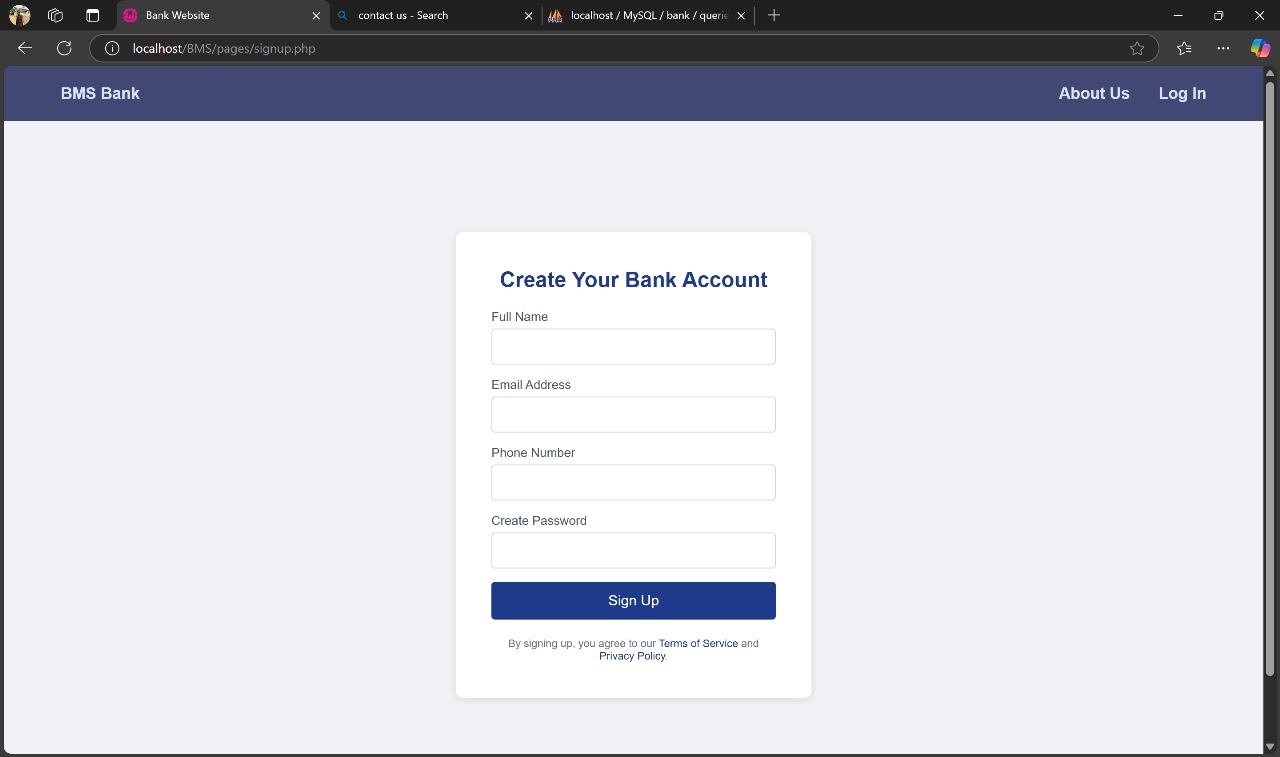 Bank Website
contact us - Search
localhost / MySQL / bank / querie
localhost/BMS/pages/signup.php
BMS Bank
About Us
Log In
Create Your Bank Account
Full Name
Email Address
Phone Number
Create Password
Sign Up
By signing up, you agree to our Terms of Service and
Privacy Policy.